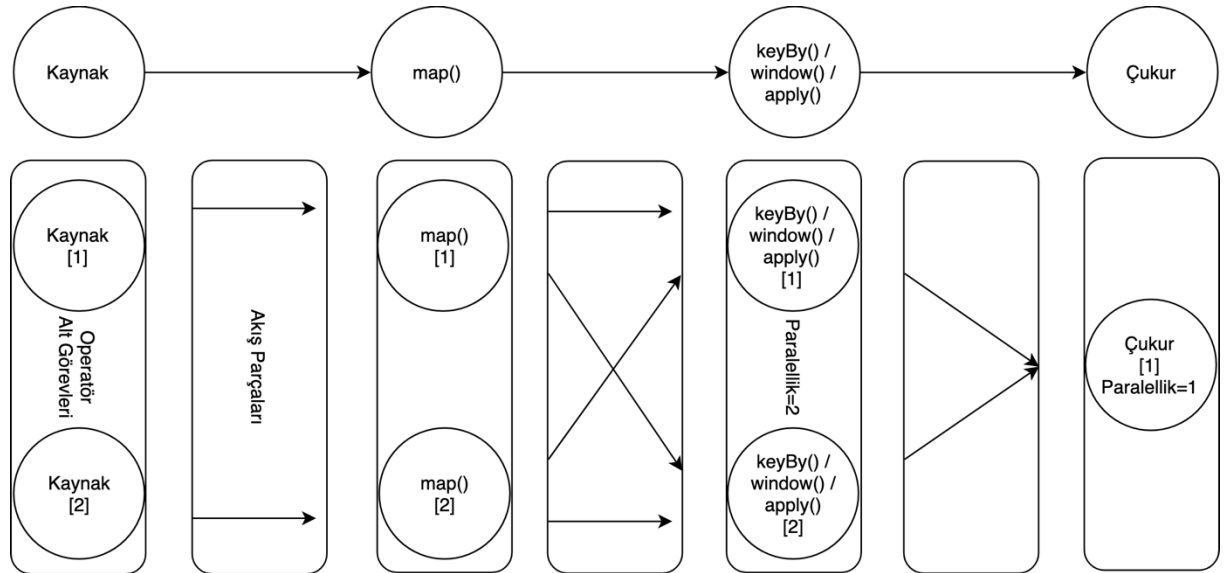 Kaynak
map()
keyBy() /
window() /
apply()
Çukur
Kaynak
[1]
Operatör
Alt Görevleri
Kaynak
[2]
Akış Parçaları
map()
[1]
map()
[2]
keyBy() /
window() /
apply()
[1]
Paralellik=2
keyBy() /
window() /
apply()
[2]
Çukur
[1]
Paralellik=1